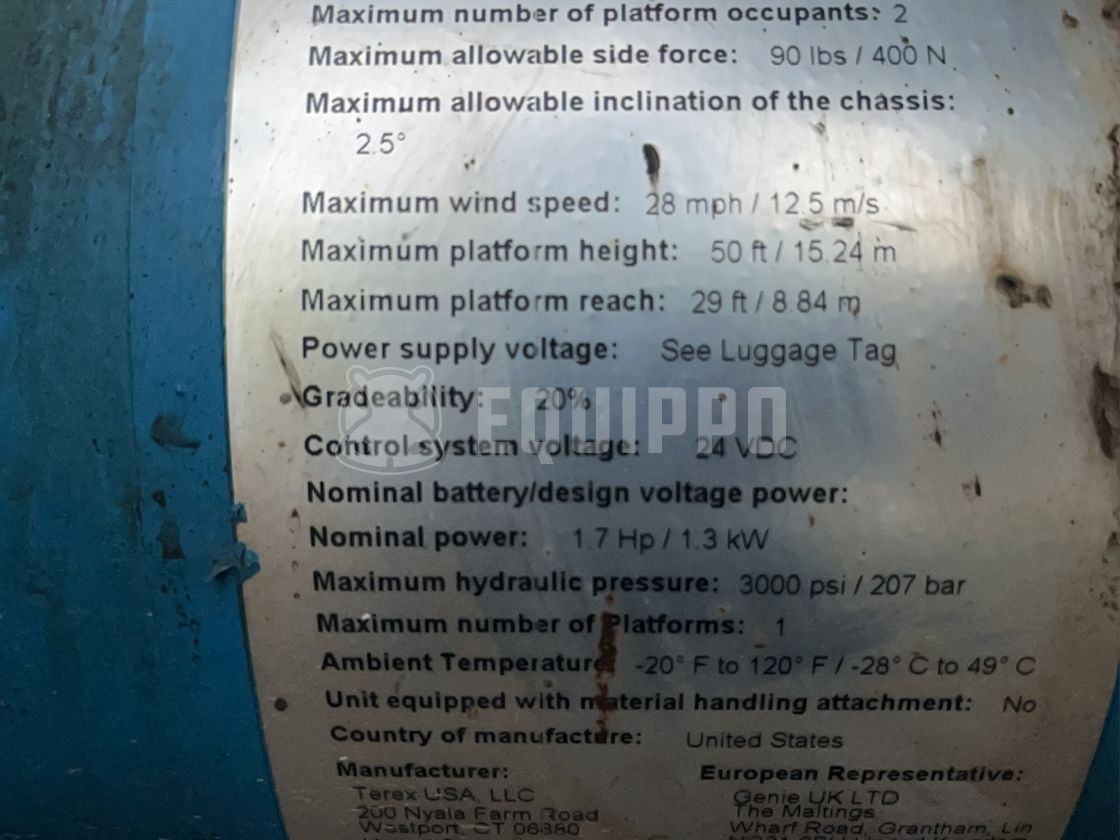 Maximum number of platform occupants: 2
Maximum allowable side force: 90 lbs / 400 N
Maximum allowable inclination of the chassis:
2.5°
Maximum wind speed: 28 mph / 12.5 m/s
Maximum platform height: 50 ft / 15.24 m
Maximum platform reach: 29 ft / 8.84 m
Power supply voltage: See Luggage Tag
Gradeability: 20%
EQUIPPO
Control system voltage: 24 VDC
Nominal battery/design voltage power:
Nominal power: 1.7 Hp / 1.3 kW
Maximum hydraulic pressure: 3000 psi / 207 bar
Maximum number of Platforms: 1
Ambient Temperature -20° F to 120° F / -28° C to 49° C
Unit equipped with material handling attachment: No
Country of manufacture: United States
Manufacturer: European Representative:
Terex USA, LLC Genie UK LTD
200 Nyala Farm Road The Maltings
Westport, CT 06880 Wharf Road, Grantham, Lin